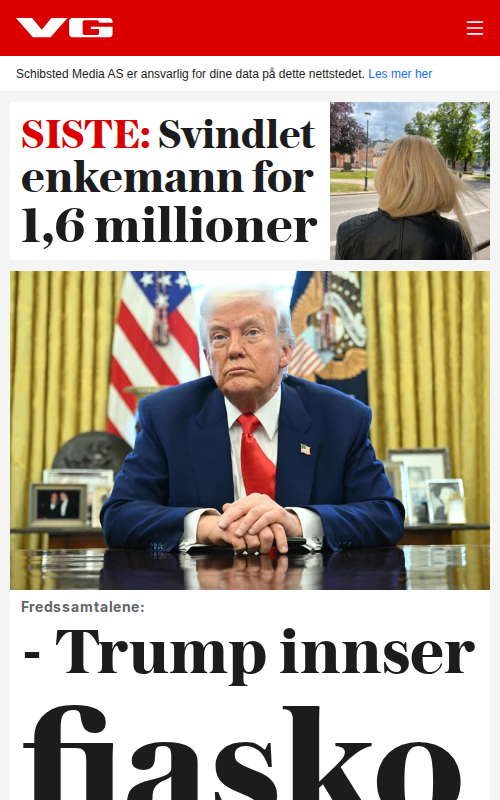 VG
Schibsted Media AS er ansvarlig for dine data på dette nettstedet. Les mer her
SISTE: Svindlet
enkemann for
1,6 millioner
Fredssamtalene:
- Trump innser
fiasko